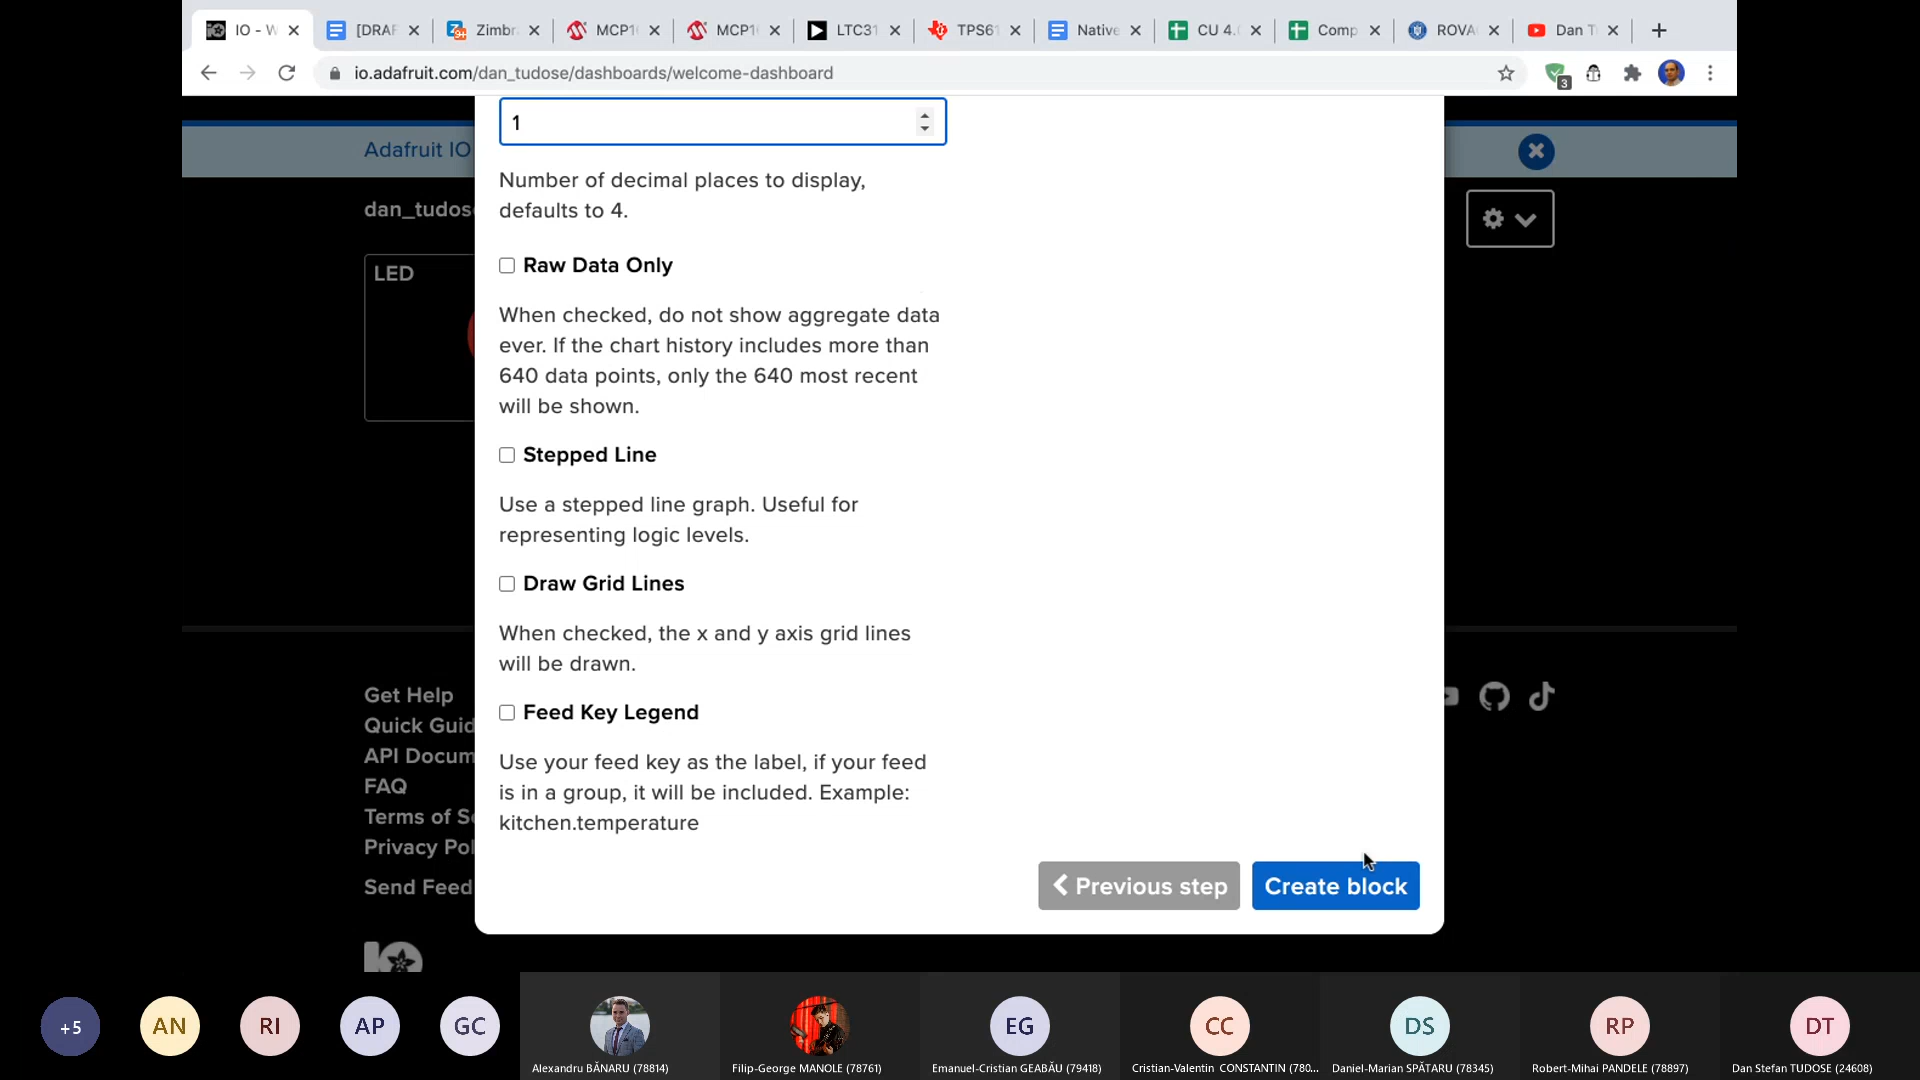 IO - W
[DRAF
Zimbr
MCP1
MCP1
LTC31
TPS61
Native
CU 4.
Comp
ROVA
Dan T
io.adafruit.com/dan_tudose/dashboards/welcome-dashboard
3
Adafruit IO
dan_tudos
LED
1
Number of decimal places to display,
defaults to 4.
Raw Data Only
When checked, do not show aggregate data
ever. If the chart history includes more than
640 data points, only the 640 most recent
will be shown.
Stepped Line
Use a stepped line graph. Useful for
representing logic levels.
Draw Grid Lines
When checked, the x and y axis grid lines
will be drawn.
Feed Key Legend
Use your feed key as the label, if your feed
is in a group, it will be included. Example:
kitchen.temperature
Previous step
Create block
Get Help
Quick Guid
API Docum
FAQ
Terms of Se
Privacy Pol
Send Feed
+5
AN
RI
AP
GC
EG
CC
DS
RP
DT
Alexandru BĂNARU (78814)
Filip-George MANOLE (78761)
Emanuel-Cristian GEABĂU (79418)
Cristian-Valentin CONSTANTIN (780...
Daniel-Marian SPĂTARU (78345)
Robert-Mihai PANDELE (78897)
Dan Stefan TUDOSE (24608)